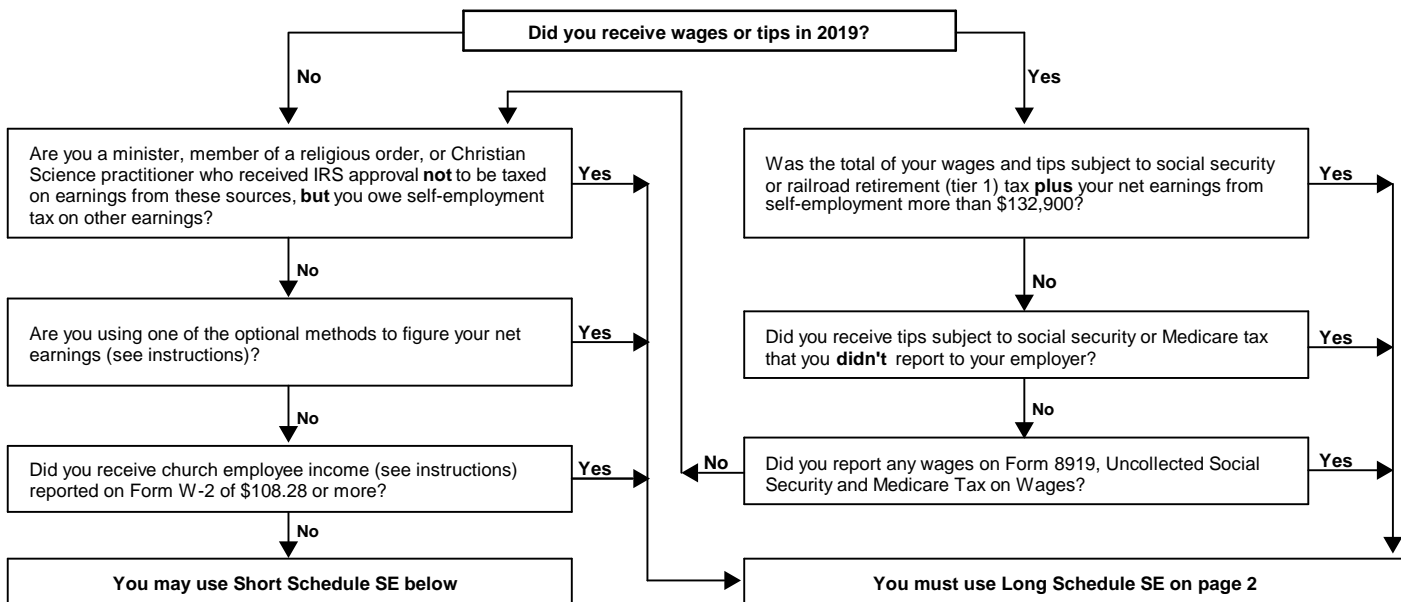 Did you receive wages or tips in 2019?
No
Yes
Are you a minister, member of a religious order, or Christian
Science practitioner who received IRS approval not to be taxed
on earnings from these sources, but you owe self-employment
tax on other earnings?
Yes
Was the total of your wages and tips subject to social security
or railroad retirement (tier 1) tax plus your net earnings from
self-employment more than $132,900?
Yes
No
No
Are you using one of the optional methods to figure your net
earnings (see instructions)?
Yes
Did you receive tips subject to social security or Medicare tax
that you didn't report to your employer?
Yes
No
No
Did you receive church employee income (see instructions)
reported on Form W-2 of $108.28 or more?
Yes
No
Did you report any wages on Form 8919, Uncollected Social
Security and Medicare Tax on Wages?
Yes
No
You may use Short Schedule SE below
You must use Long Schedule SE on page 2